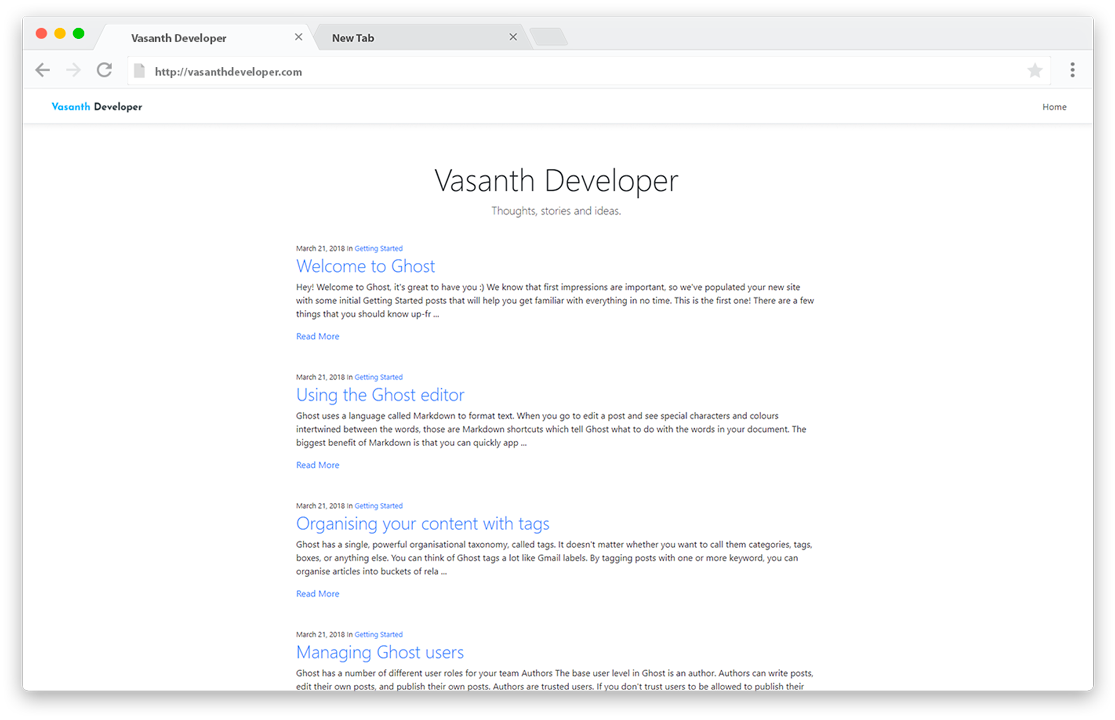 Vasanth Developer
New Tab
http://vasanthdeveloper.com
Vasanth Developer
Home
Vasanth Developer
Thoughts, stories and ideas.
March 21, 2018 In Getting Started
Welcome to Ghost
Hey! Welcome to Ghost, it's great to have you :) We know that first impressions are important, so we've populated your new site
with some initial Getting Started posts that will help you get familiar with everything in no time. This is the first one! There are a few
things that you should know up-fr ...
Read More
March 21, 2018 In Getting Started
Using the Ghost editor
Ghost uses a language called Markdown to format text. When you go to edit a post and see special characters and colours
intertwined between the words, those are Markdown shortcuts which tell Ghost what to do with the words in your document. The
biggest benefit of Markdown is that you can quickly app ...
Read More
March 21, 2018 In Getting Started
Organising your content with tags
Ghost has a single, powerful organisational taxonomy, called tags. It doesn't matter whether you want to call them categories, tags,
boxes, or anything else. You can think of Ghost tags a lot like Gmail labels. By tagging posts with one or more keyword, you can
organise articles into buckets of rela ...
Read More
March 21, 2018 In Getting Started
Managing Ghost users
Ghost has a number of different user roles for your team Authors The base user level in Ghost is an author. Authors can write posts,
edit their own posts, and publish their own posts. Authors are trusted users. If you don't trust users to be allowed to publish their